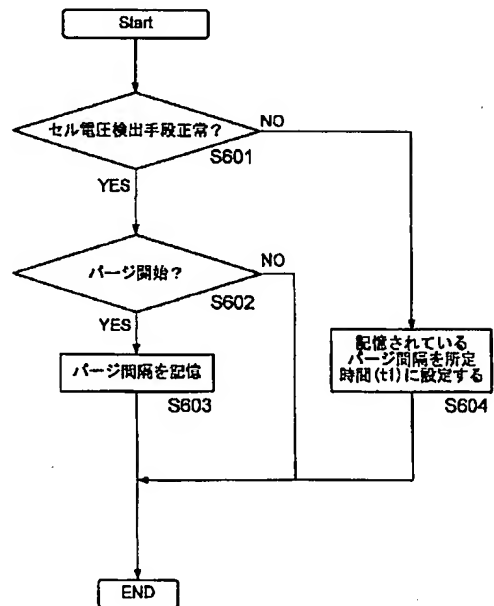 Start
セル電圧検出手段正常?
NO
S601
YES
パージ開始?
NO
S602
YES
パージ間隔を記憶
S603
記憶されている
パージ間隔を所定
時間(t1)に設定する
S604
END